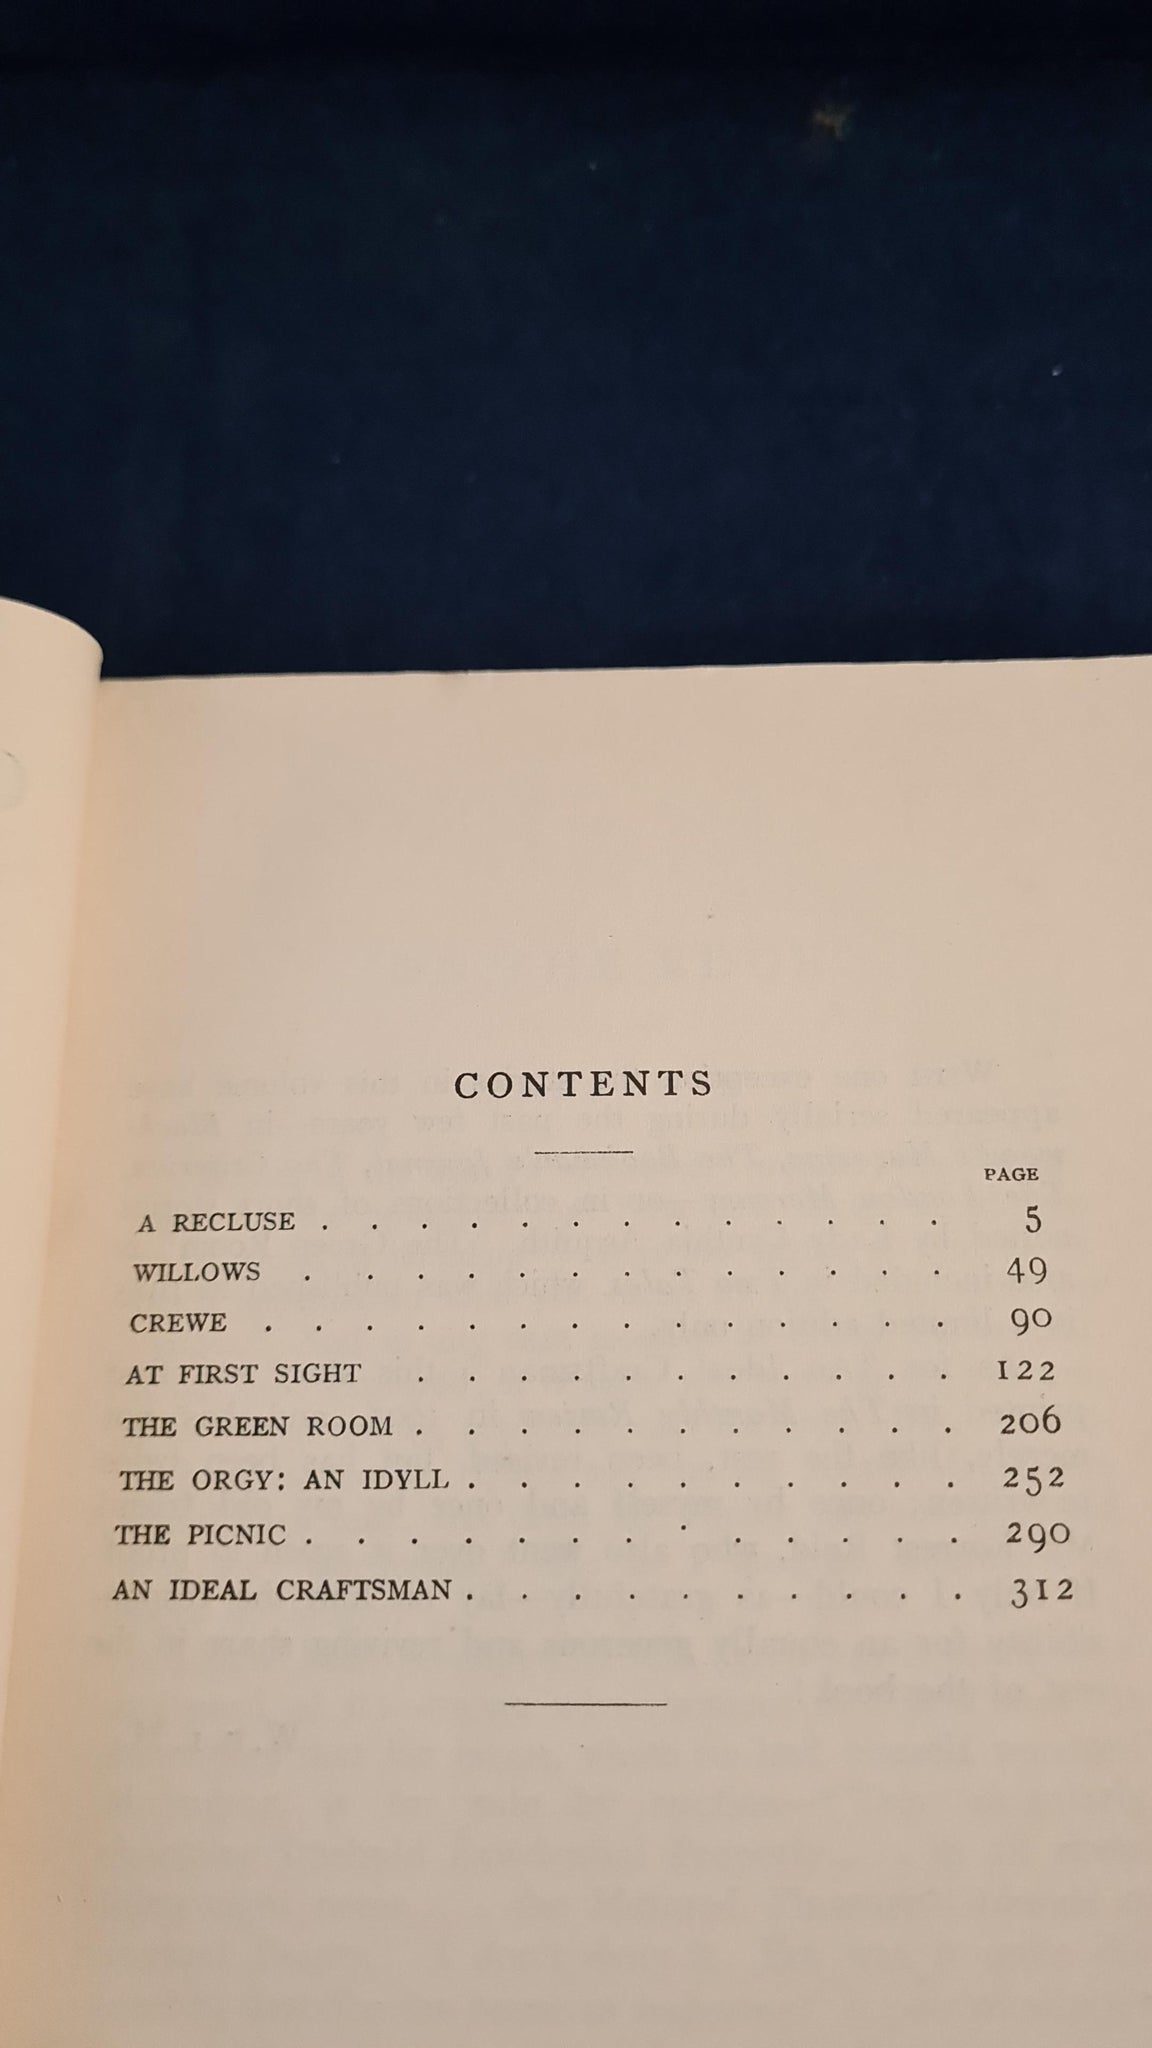 CONTENTS
PAGE
A RECLUSE . . . . . . . . . . . . . 5
WILLOWS . . . . . . . . . . . . 49
CREWE . . . . . . . . . . . . . . 90
AT FIRST SIGHT . . . . . . . . . . . 122
THE GREEN ROOM . . . . . . . . . . . 206
THE ORGY: AN IDYLL . . . . . . . . . . 252
THE PICNIC . . . . . . . . . . . . . 290
AN IDEAL CRAFTSMAN . . . . . . . . . . 312